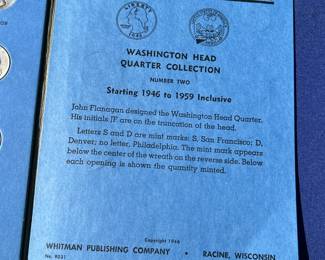 LIBERTY
1946
WASHINGTON HEAD
QUARTER COLLECTION
NUMBER TWO
Starting 1946 to 1959 Inclusive
John Flanagan designed the Washington Head Quarter.
His initials JF are on the truncation of the head.
Letters S and D are mint marks: S, San Francisco; D,
Denver; no letter, Philadelphia. The mint mark appears
below the center of the wreath on the reverse side. Below
each opening is shown the quantity minted.
Copyright 1946
WHITMAN PUBLISHING COMPANY • RACINE, WISCONSIN
No. 9031